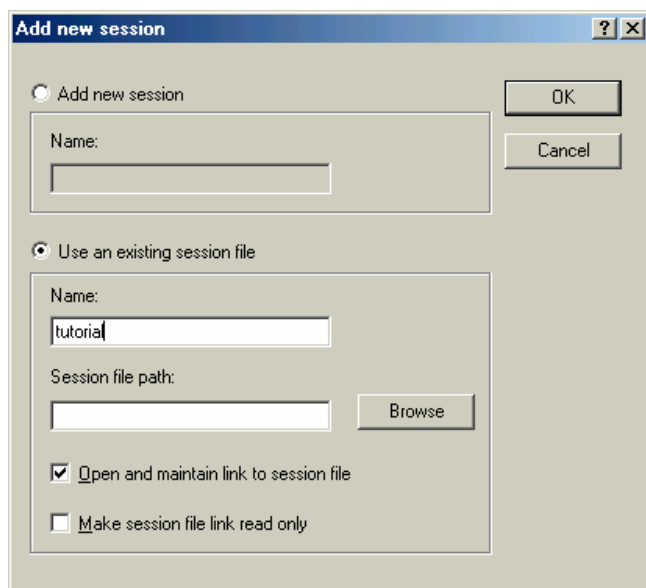 Add new session
Add new session
OK
Name:
Cancel
Use an existing session file
Name:
tutorial
Session file path:
Browse
Open and maintain link to session file
Make session file link read only